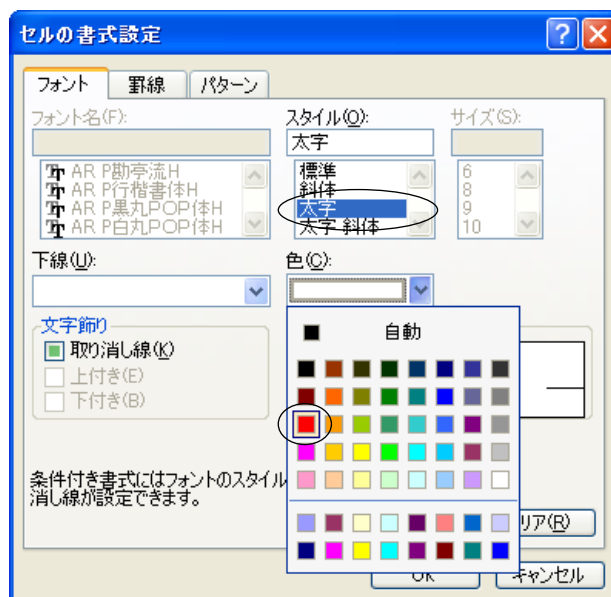 セルの書式設定
フォント 罫線 パターン
フォント名(F): スタイル(O): サイズ(S):
太字
AR P勘亭流H 標準 6
AR P行楷書体H 斜体 8
AR P黒丸POP体H 太字 9
AR P白丸POP体H 太字 斜体 10
下線(U): 色(C):
文字飾り 自動
取り消し線(K)
上付き(E)
下付き(B)
条件付き書式にはフォントのスタイル
消し線が設定できます。
リア(R)
OK キャンセル